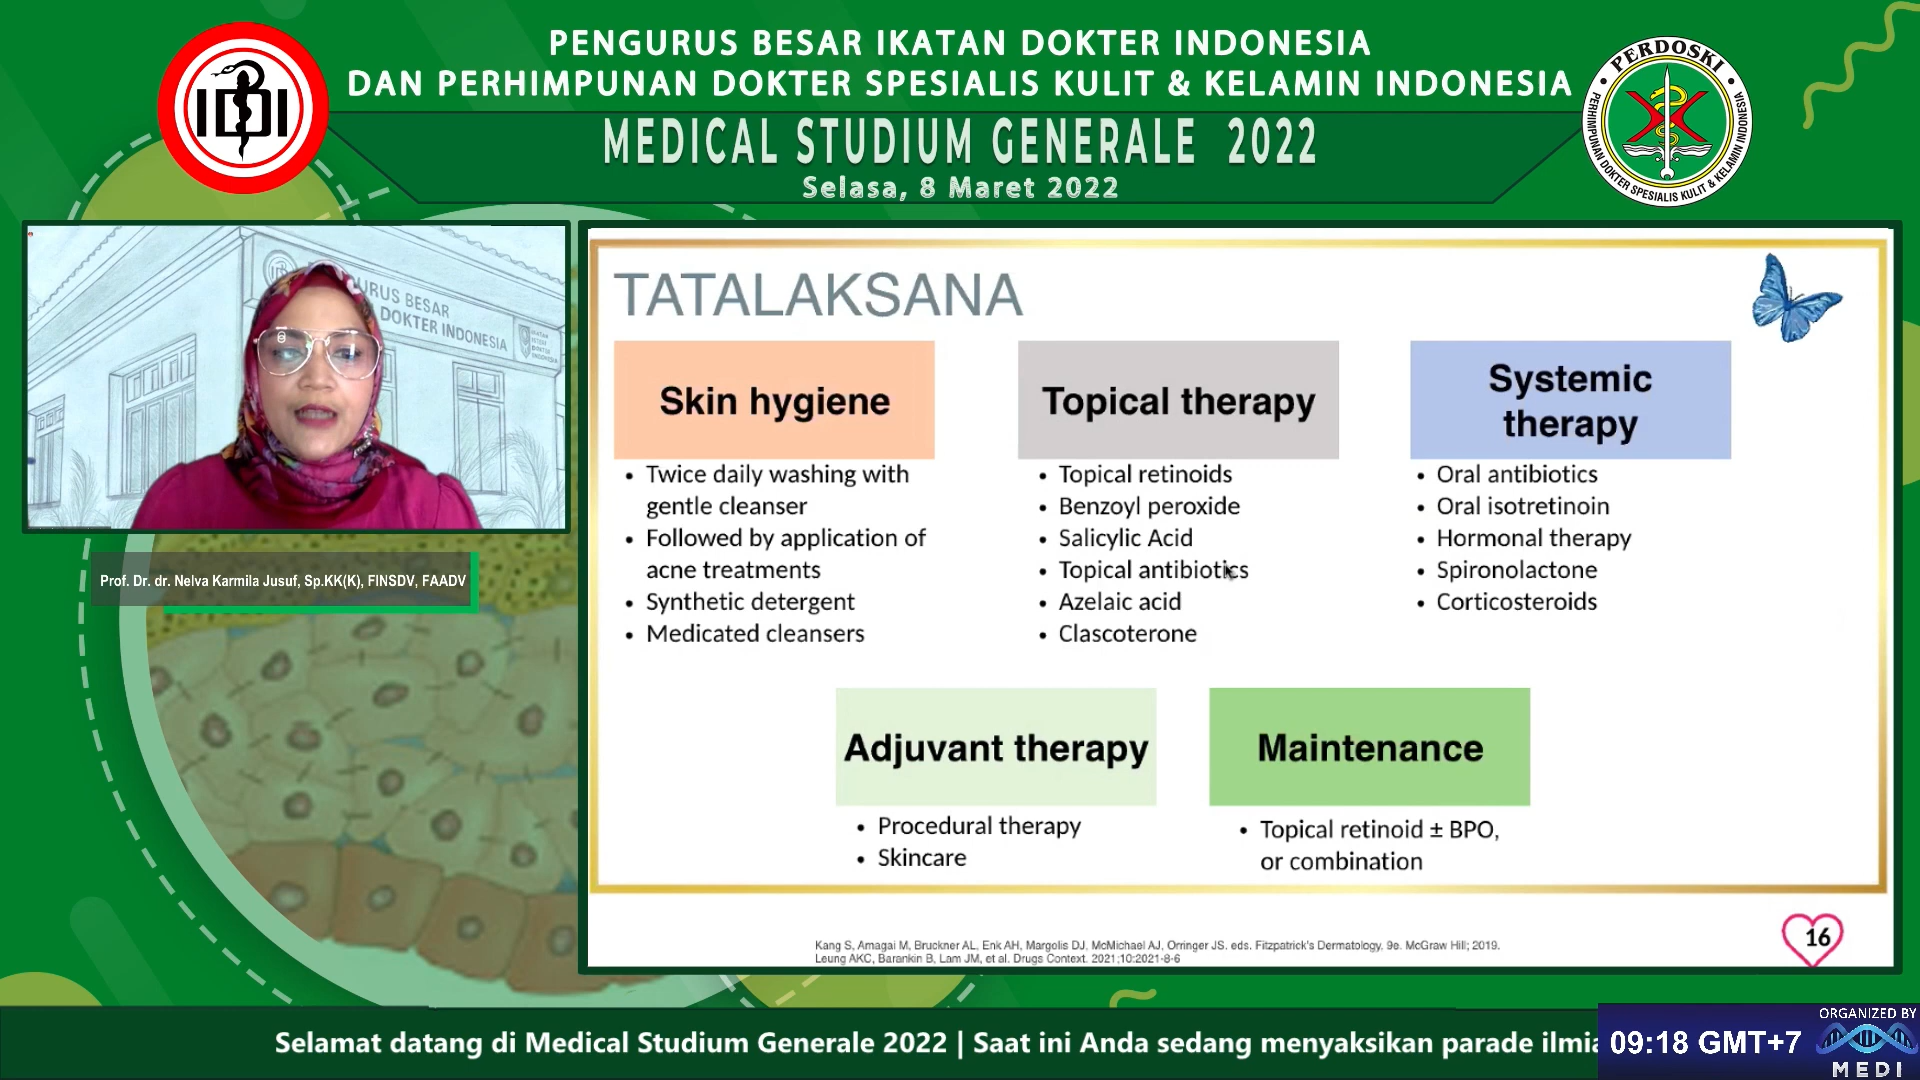 PENGURUS BESAR IKATAN DOKTER INDONESIA
DAN PERHIMPUNAN DOKTER SPESIALIS KULIT & KELAMIN INDONESIA
MEDICAL STUDIUM GENERALE 2022
Selasa, 8 Maret 2022
IDI
PERDOSKI
PERHIMPUNAN DOKTER SPESIALIS KULIT & KELAMIN INDONESIA
URUS BESAR
DOKTER INDONESIA
IKATAN
DOKTER
INDONESIA
Prof. Dr. dr. Nelva Karmila Jusuf, Sp.KK(K), FINSDV, FAADV
TATALAKSANA
Skin hygiene
• Twice daily washing with
gentle cleanser
• Followed by application of
acne treatments
• Synthetic detergent
• Medicated cleansers
Topical therapy
• Topical retinoids
• Benzoyl peroxide
• Salicylic Acid
• Topical antibiotics
• Azelaic acid
• Clascoterone
Systemic
therapy
• Oral antibiotics
• Oral isotretinoin
• Hormonal therapy
• Spironolactone
• Corticosteroids
Adjuvant therapy
• Procedural therapy
• Skincare
Maintenance
• Topical retinoid ± BPO,
or combination
Kang S, Amagai M, Bruckner AL, Enk AH, Margolis DJ, McMichael AJ, Orringer JS. eds. Fitzpatrick's Dermatology, 9e. McGraw Hill; 2019.
Leung AKC, Barankin B, Lam JM, et al. Drugs Context. 2021;10:2021-8-6
16
Selamat datang di Medical Studium Generale 2022 | Saat ini Anda sedang menyaksikan parade ilmia
09:18 GMT+7
ORGANIZED BY
MEDI